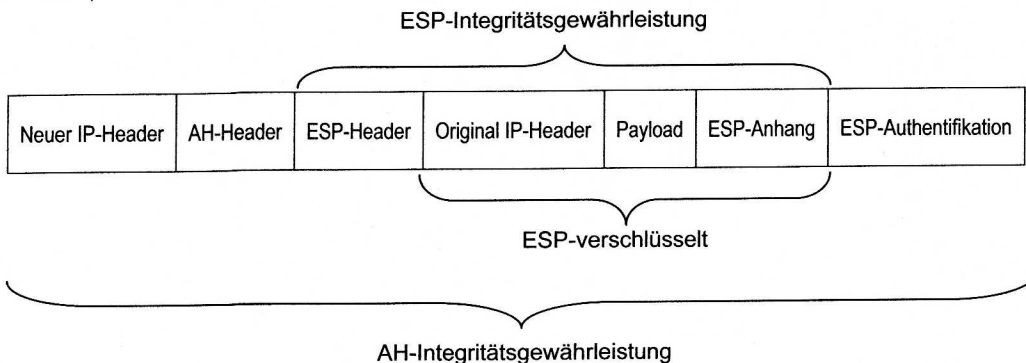 ESP-Integritätsgewährleistung
Neuer IP-Header AH-Header ESP-Header Original IP-Header Payload ESP-Anhang ESP-Authentifikation
ESP-verschlüsselt
AH-Integritätsgewährleistung